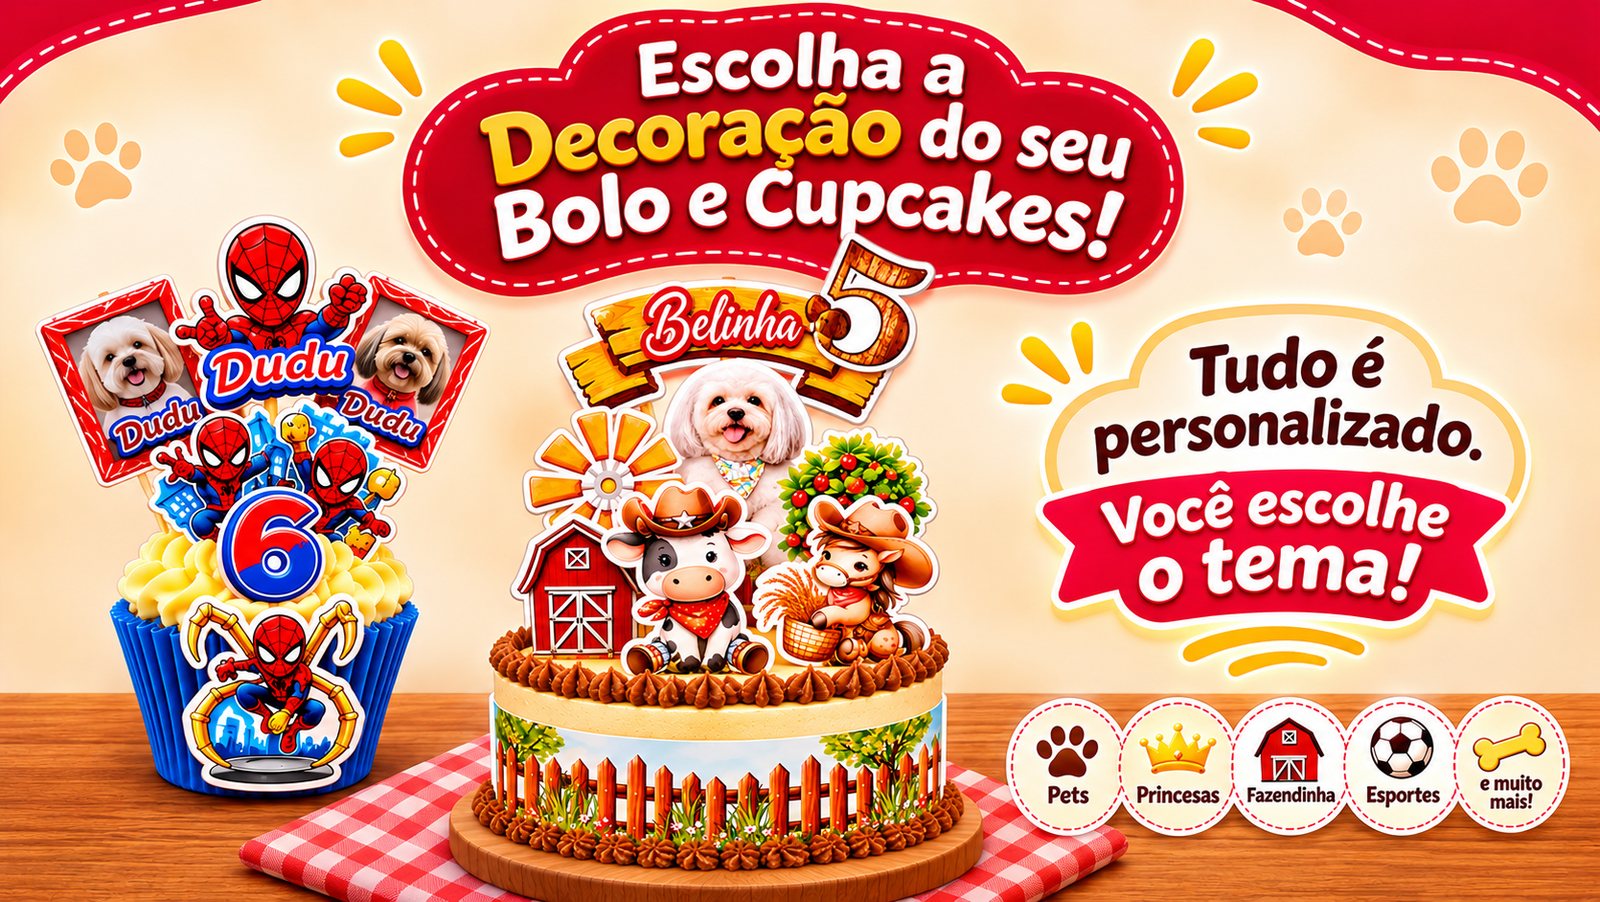 Escolha a
Decoração do seu
Bolo e Cupcakes!
Belinha 5
Dudu
Dudu
Dudu
6
Tudo é
personalizado.
Você escolhe
o tema!
Pets
Princesas
Fazendinha
Esportes
e muito
mais!